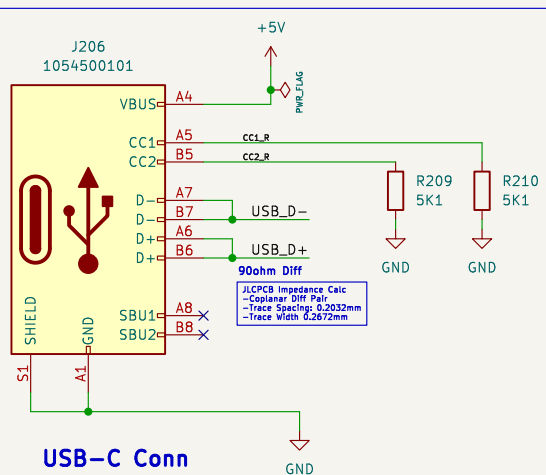 +5V
J206
1054500101
PWR_FLAG
VBUS A4
CC1 A5 CC1_R
CC2 B5 CC2_R
R209
5K1
R210
5K1
D- A7
D- B7 USB_D-
D+ A6
D+ B6 USB_D+
GND
GND
90ohm Diff
JLCPCB Impedance Calc
-Coplanar Diff Pair
-Trace Spacing: 0.2032mm
-Trace Width 0.2672mm
SBU1 A8
SBU2 B8
SHIELD
GND
S1
A1
USB-C Conn
GND